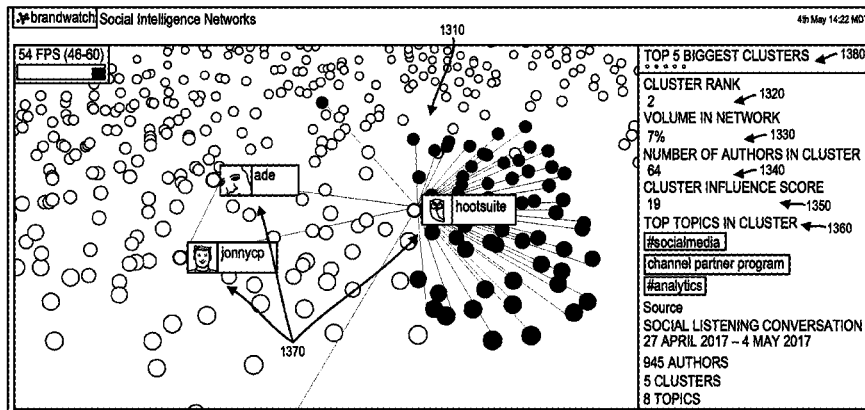 brandwatch Social Intelligence Networks
4th May 14:22 MDT
1310
54 FPS (46-60)
ade
hootsuite
jonnycp
1370
TOP 5 BIGGEST CLUSTERS 1380
CLUSTER RANK
2 1320
VOLUME IN NETWORK
7% 1330
NUMBER OF AUTHORS IN CLUSTER
64 1340
CLUSTER INFLUENCE SCORE
19 1350
TOP TOPICS IN CLUSTER 1360
#socialmedia
channel partner program
#analytics
Source
SOCIAL LISTENING CONVERSATION
27 APRIL 2017 – 4 MAY 2017
945 AUTHORS
5 CLUSTERS
8 TOPICS